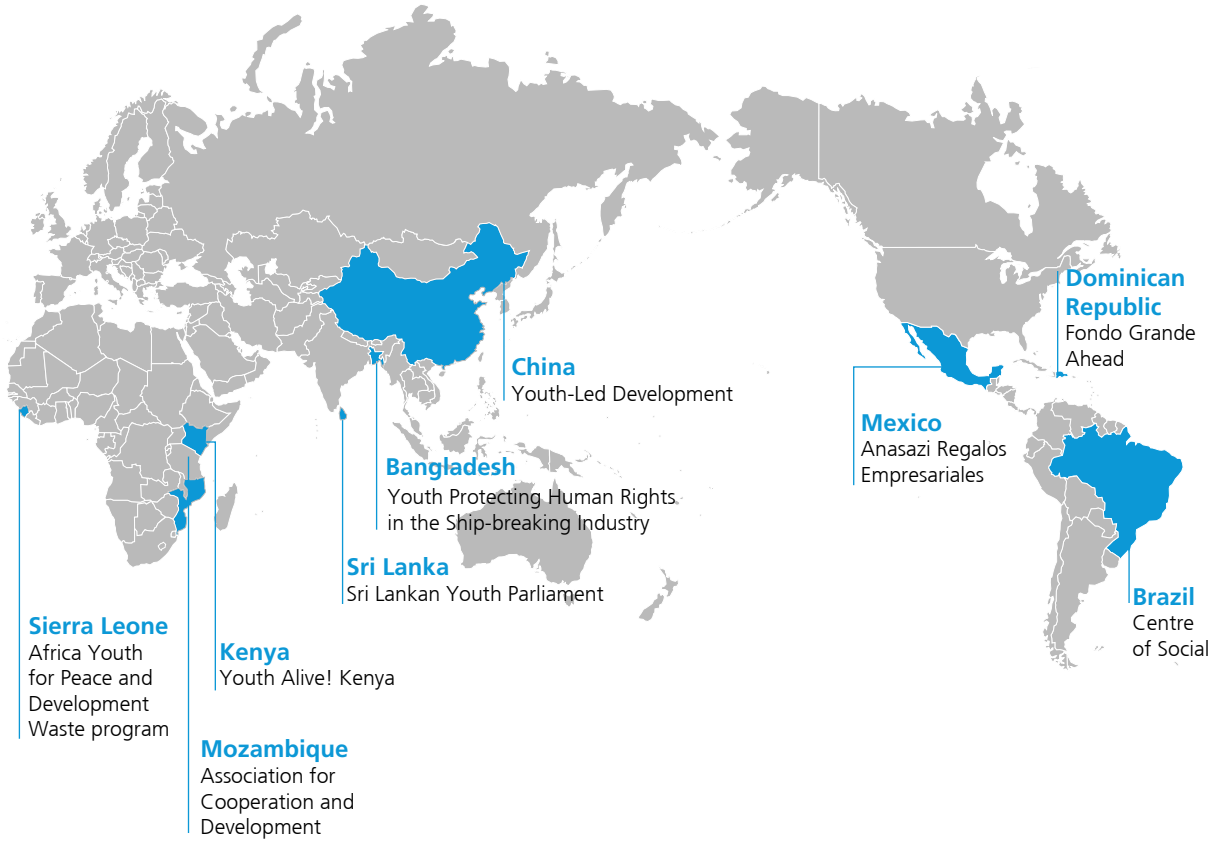 Dominican
Republic
Fondo Grande
Ahead
China
Youth-Led Development
Mexico
Anasazi Regalos
Empresariales
Bangladesh
Youth Protecting Human Rights
in the Ship-breaking Industry
Sri Lanka
Sri Lankan Youth Parliament
Brazil
Centre
of Social
Sierra Leone
Africa Youth
for Peace and
Development
Waste program
Kenya
Youth Alive! Kenya
Mozambique
Association for
Cooperation and
Development